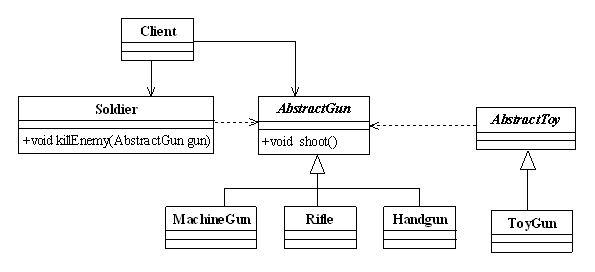 Client
Soldier
+void killEnemy(AbstractGun gun)
AbstractGun
+void shoot()
AbstractToy
MachineGun
Rifle
Handgun
ToyGun